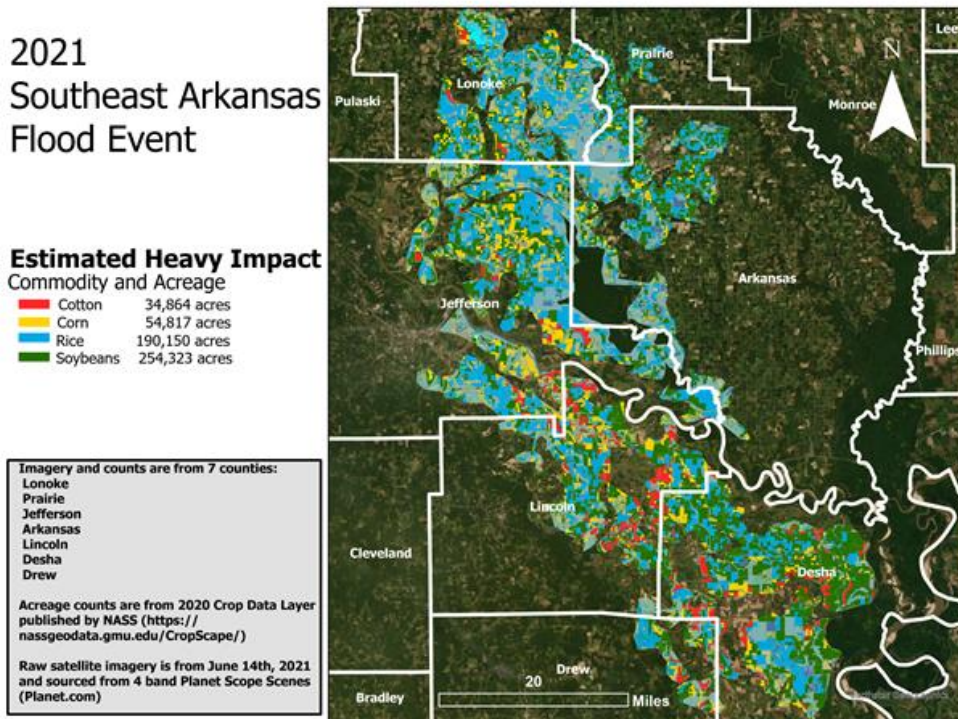 2021
Southeast Arkansas
Flood Event
Estimated Heavy Impact
Commodity and Acreage
Cotton 34,864 acres
Corn 54,817 acres
Rice 190,150 acres
Soybeans 254,323 acres
Imagery and counts are from 7 counties:
Lonoke
Prairie
Jefferson
Arkansas
Lincoln
Desha
Drew
Acreage counts are from 2020 Crop Data Layer
published by NASS (https://
nassgeodata.gmu.edu/CropScape/)
Raw satellite imagery is from June 14th, 2021
and sourced from 4 band Planet Scope Scenes
(Planet.com)
Lee
N
Prairie
Lonoke
Pulaski
Monroe
Arkansas
Jefferson
Phillips
Lincoln
Cleveland
Desha
Drew
20
Miles
Bradley